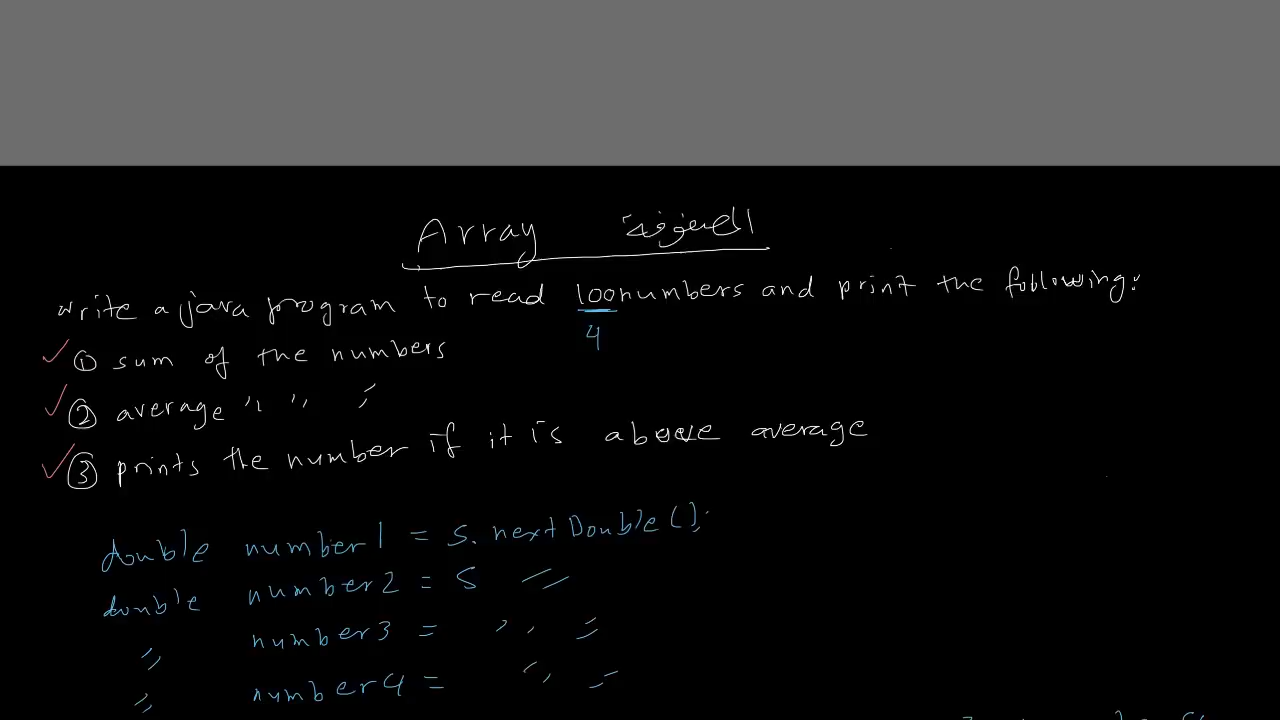 Array المصفوفة
write a java program to read 100 numbers and print the following:
4
① sum of the numbers
② average " " "
③ prints the number if it is above average
double number1 = s.nextDouble();
double number2 = s "
" number3 = " "
" number4 = " "